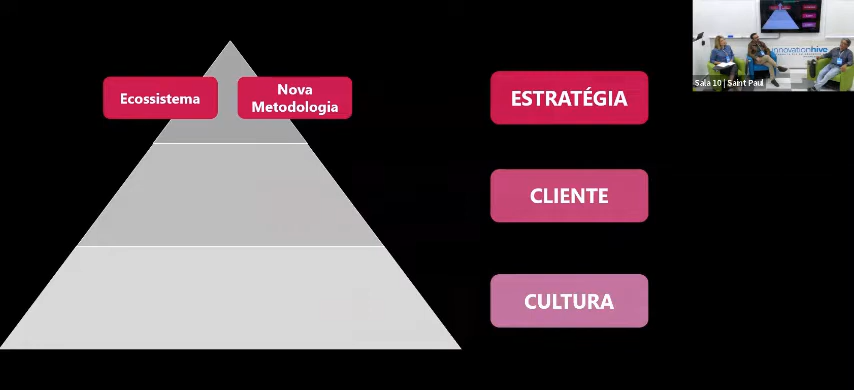 Ecossistema
Nova
Metodologia
ESTRATÉGIA
CLIENTE
CULTURA
innovationhive
Sala 10 | Saint Paul